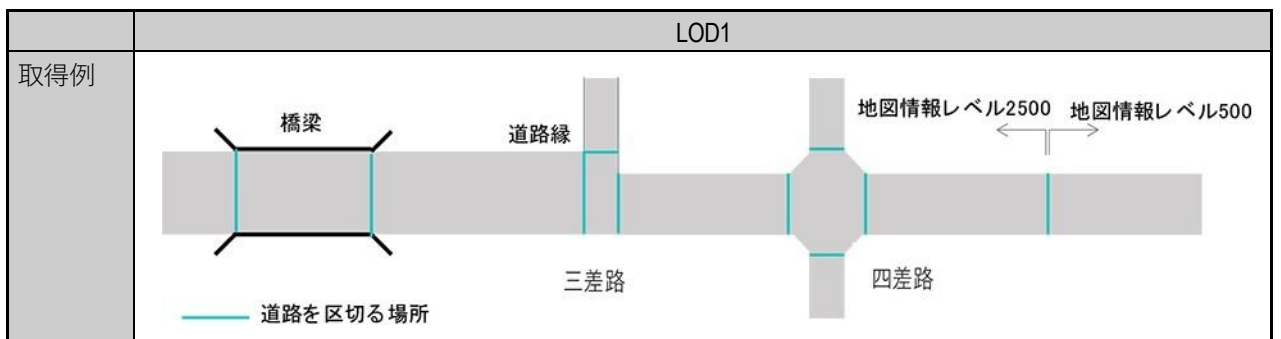 LOD1
取得例
橋梁
道路縁
地図情報レベル2500
地図情報レベル500
三差路
四差路
道路を区切る場所